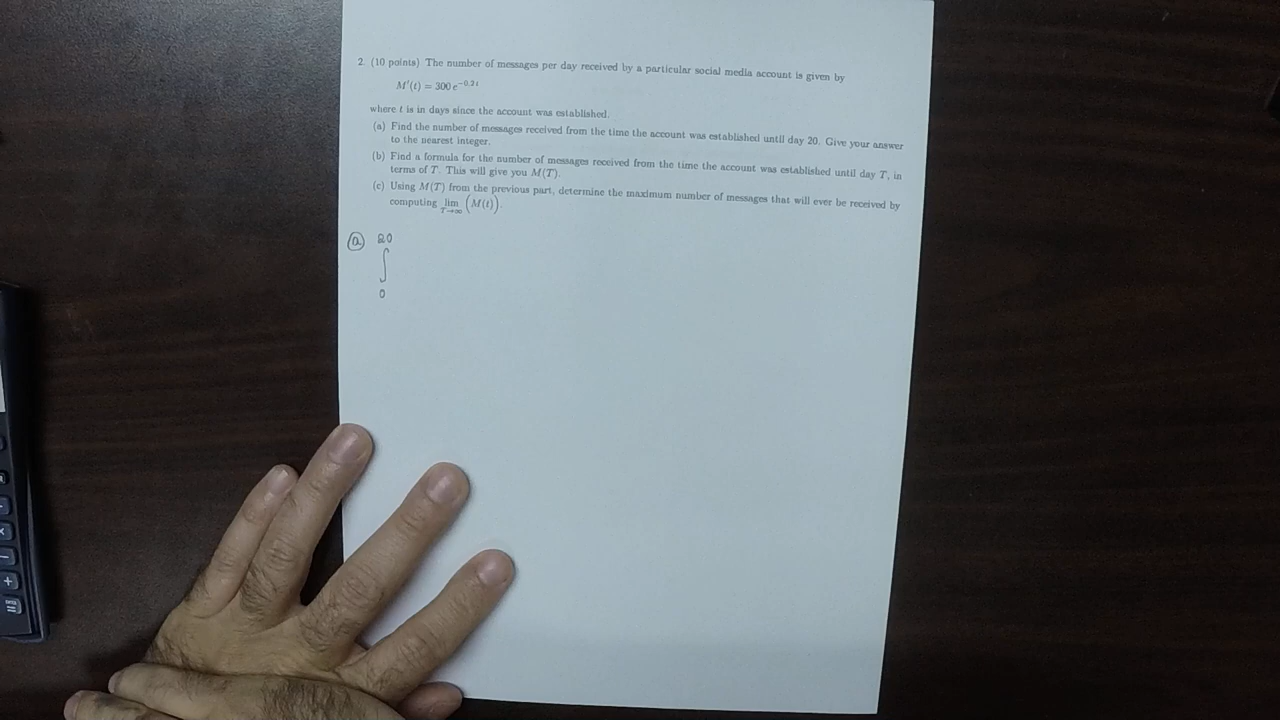 2. (10 points) The number of messages per day received by a particular social media account is given by
M'(t) = 300 e^{-0.2t}
where t is in days since the account was established.
(a) Find the number of messages received from the time the account was established until day 20. Give your answer
to the nearest integer.
(b) Find a formula for the number of messages received from the time the account was established until day T, in
terms of T. This will give you M(T).
(c) Using M(T) from the previous part, determine the maximum number of messages that will ever be received by
computing lim_{T→∞} (M(t)).
ⓐ ∫_0^20